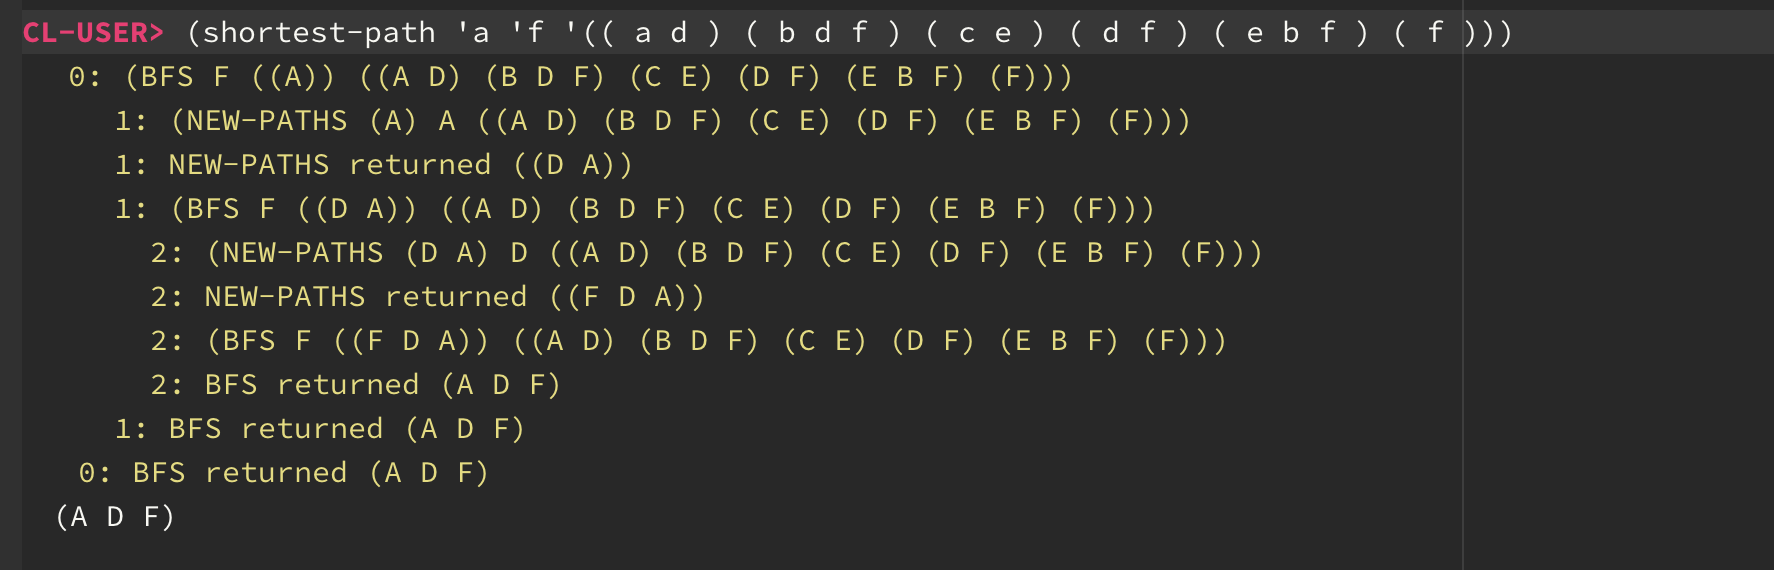 CL-USER> (shortest-path 'a 'f '(( a d ) ( b d f ) ( c e ) ( d f ) ( e b f ) ( f )))
0: (BFS F ((A)) ((A D) (B D F) (C E) (D F) (E B F) (F)))
1: (NEW-PATHS (A) A ((A D) (B D F) (C E) (D F) (E B F) (F)))
1: NEW-PATHS returned ((D A))
1: (BFS F ((D A)) ((A D) (B D F) (C E) (D F) (E B F) (F)))
2: (NEW-PATHS (D A) D ((A D) (B D F) (C E) (D F) (E B F) (F)))
2: NEW-PATHS returned ((F D A))
2: (BFS F ((F D A)) ((A D) (B D F) (C E) (D F) (E B F) (F)))
2: BFS returned (A D F)
1: BFS returned (A D F)
0: BFS returned (A D F)
(A D F)